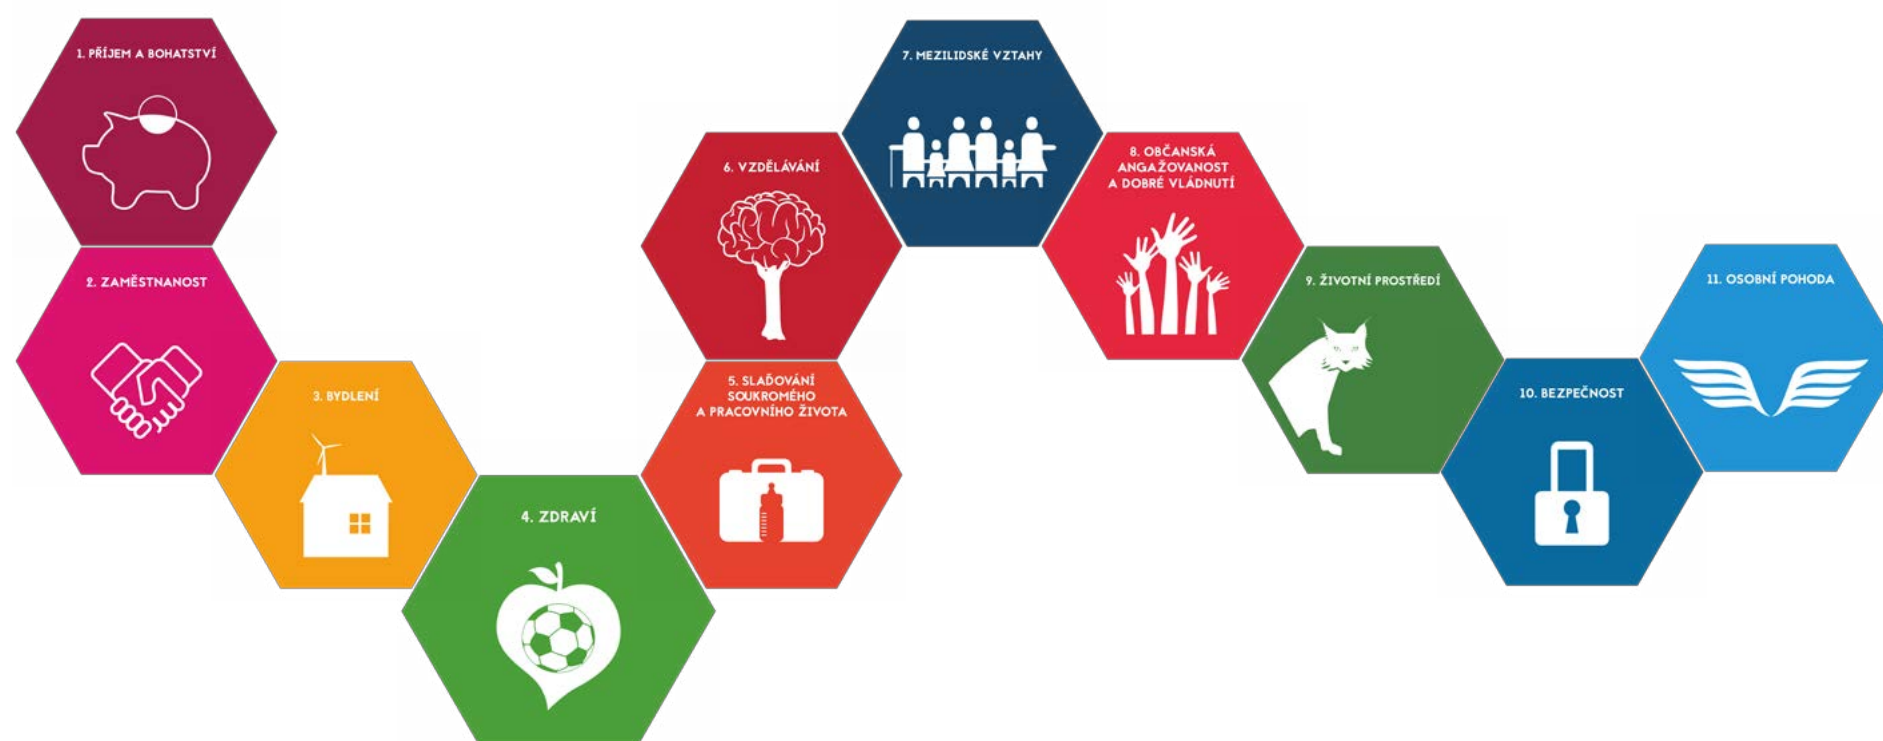 1. PŘÍJEM A BOHATSTVÍ
2. ZAMĚSTNANOST
3. BYDLENÍ
4. ZDRAVÍ
5. SLAĎOVÁNÍ
SOUKROMÉHO
A PRACOVNÍHO ŽIVOTA
6. VZDĚLÁVÁNÍ
7. MEZILIDSKÉ VZTAHY
8. OBČANSKÁ
ANGAŽOVANOST
A DOBRÉ VLÁDNUTÍ
9. ŽIVOTNÍ PROSTŘEDÍ
10. BEZPEČNOST
11. OSOBNÍ POHODA